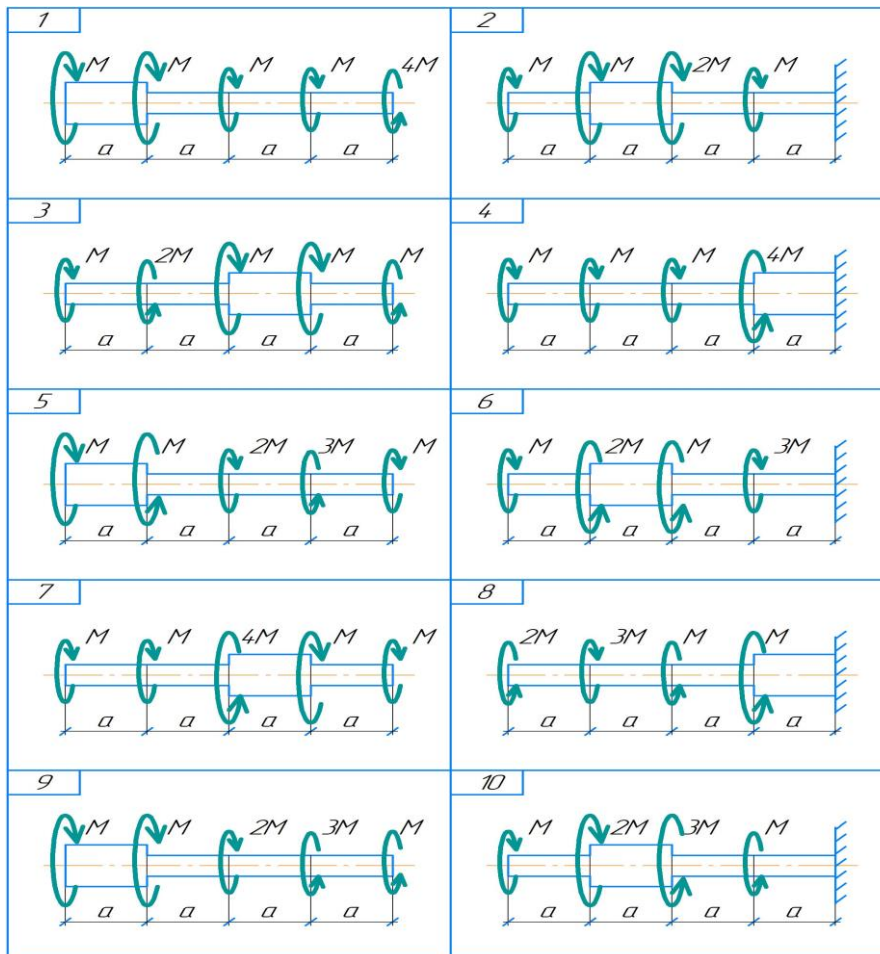 1
M M M M 4M
a a a a
2
M M 2M M
a a a a
3
M 2M M M M
a a a a
4
M M M 4M
a a a a
5
M M 2M 3M M
a a a a
6
M 2M M 3M
a a a a
7
M M 4M M M
a a a a
8
2M 3M M M
a a a a
9
M M 2M 3M M
a a a a
10
M 2M 3M M
a a a a